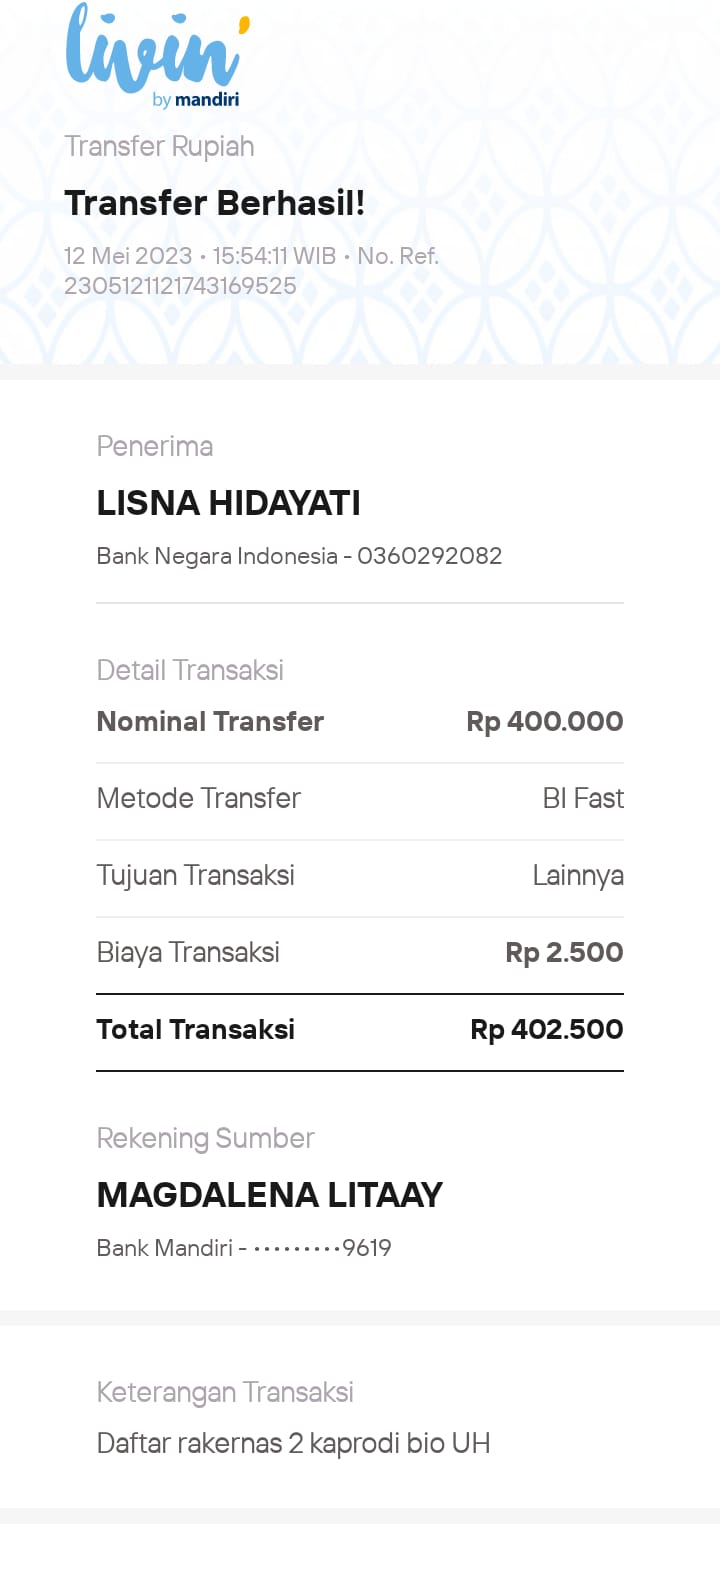 livin'
by mandiri
Transfer Rupiah
Transfer Berhasil!
12 Mei 2023 • 15:54:11 WIB • No. Ref.
2305121121743169525
Penerima
LISNA HIDAYATI
Bank Negara Indonesia - 0360292082
Detail Transaksi
Nominal Transfer Rp 400.000
Metode Transfer BI Fast
Tujuan Transaksi Lainnya
Biaya Transaksi Rp 2.500
Total Transaksi Rp 402.500
Rekening Sumber
MAGDALENA LITAAY
Bank Mandiri - •••••••••9619
Keterangan Transaksi
Daftar rakernas 2 kaprodi bio UH